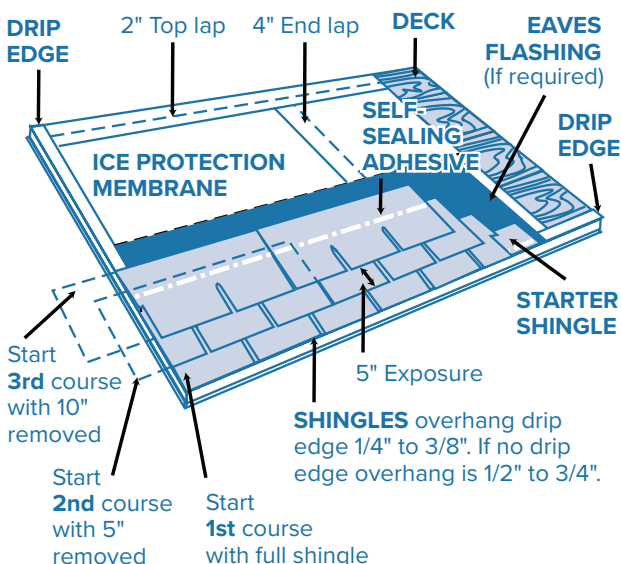 DRIP
EDGE
2" Top lap
4" End lap
DECK
EAVES
FLASHING
(If required)
SELF-
SEALING
ADHESIVE
DRIP
EDGE
ICE PROTECTION
MEMBRANE
STARTER
SHINGLE
Start
3rd course
with 10"
removed
5" Exposure
SHINGLES overhang drip
edge 1/4" to 3/8". If no drip
edge overhang is 1/2" to 3/4".
Start
2nd course
with 5"
removed
Start
1st course
with full shingle